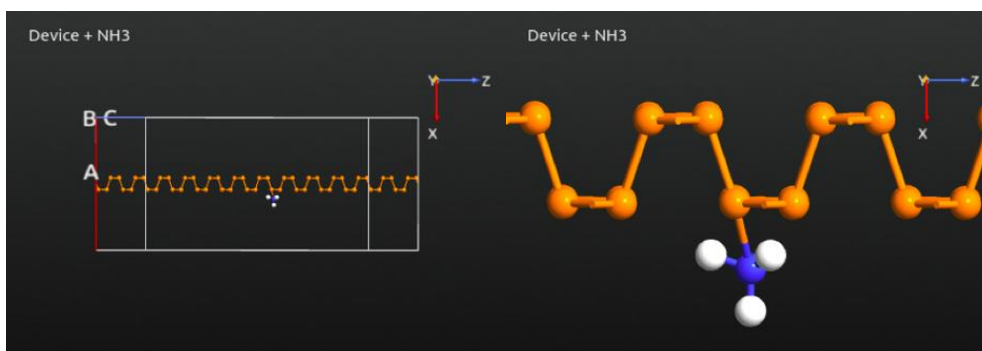 Device + NH3
Y Z
X
B C
A
Device + NH3
Y Z
X